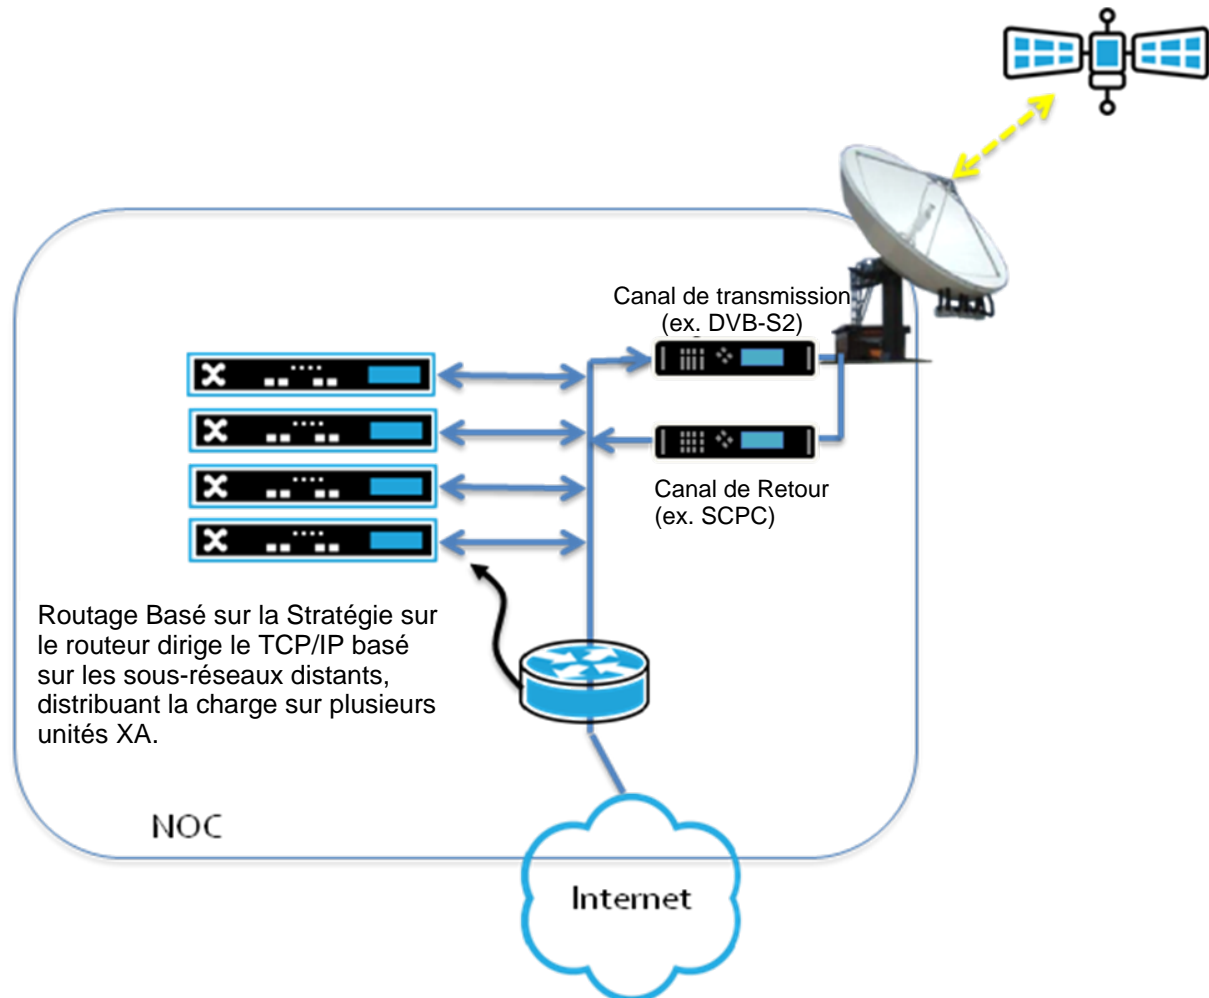 Canal de transmission
(ex. DVB-S2)
Canal de Retour
(ex. SCPC)
Routage Basé sur la Stratégie sur
le routeur dirige le TCP/IP basé
sur les sous-réseaux distants,
distribuant la charge sur plusieurs
unités XA.
NOC
Internet